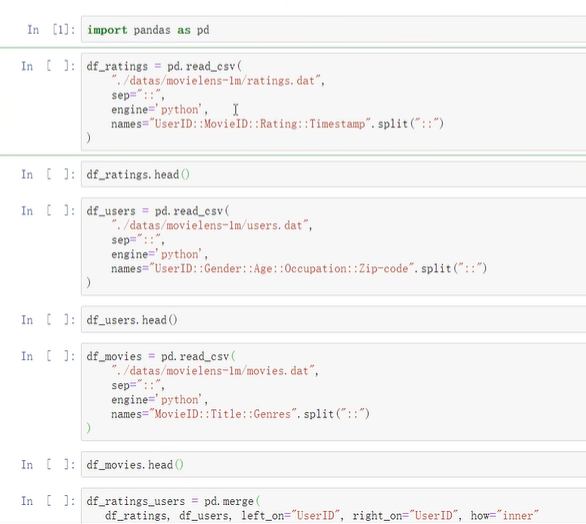 In [1]: import pandas as pd
In [ ]: df_ratings = pd.read_csv(
"./datas/movielens-1m/ratings.dat",
sep="::",
engine='python',
names="UserID::MovieID::Rating::Timestamp".split("::")
)
In [ ]: df_ratings.head()
In [ ]: df_users = pd.read_csv(
"./datas/movielens-1m/users.dat",
sep="::",
engine='python',
names="UserID::Gender::Age::Occupation::Zip-code".split("::")
)
In [ ]: df_users.head()
In [ ]: df_movies = pd.read_csv(
"./datas/movielens-1m/movies.dat",
sep="::",
engine='python',
names="MovieID::Title::Genres".split("::")
)
In [ ]: df_movies.head()
In [ ]: df_ratings_users = pd.merge(
df_ratings, df_users, left_on="UserID", right_on="UserID", how="inner"